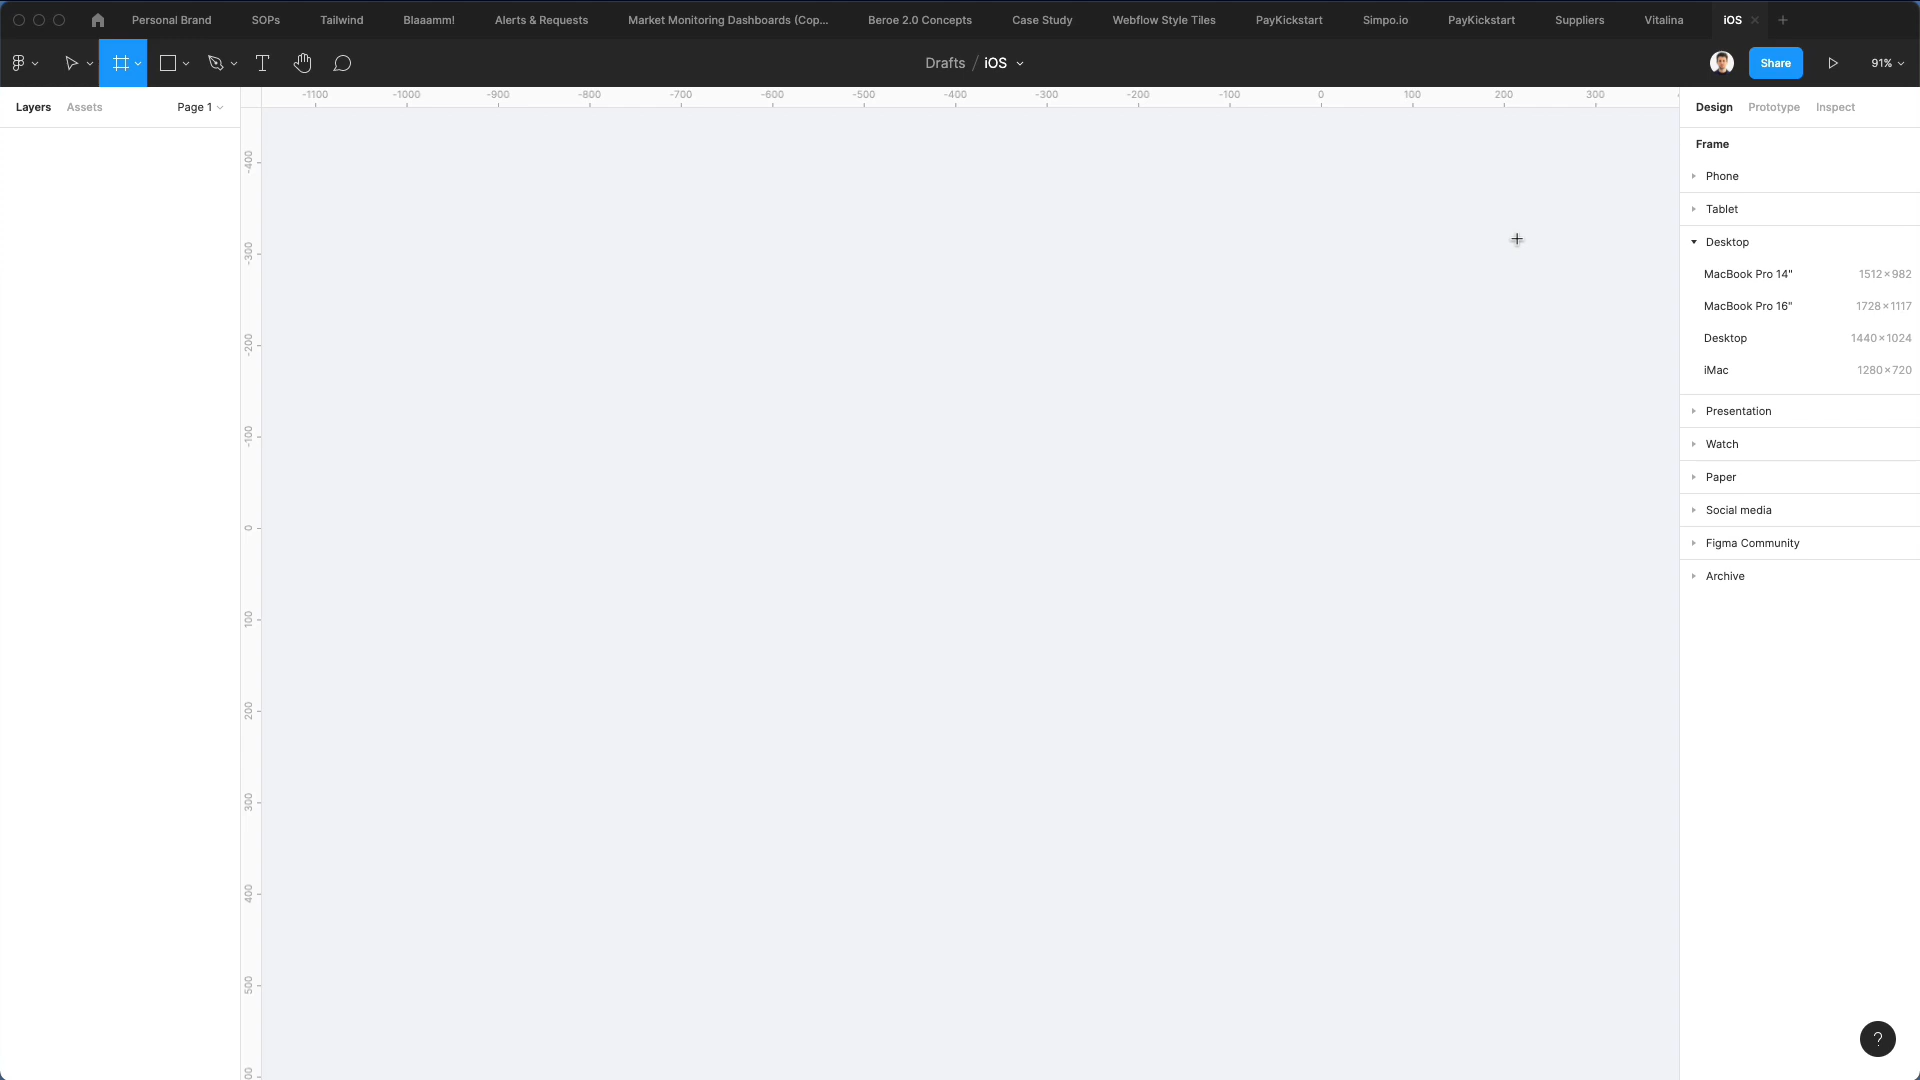 Personal Brand SOPs Tailwind Blaaamm! Alerts & Requests Market Monitoring Dashboards (Cop... Beroe 2.0 Concepts Case Study Webflow Style Tiles PayKickstart Simpo.io PayKickstart Suppliers Vitalina iOS
Drafts / iOS Share 91%
Layers Assets Page 1
-1100 -1000 -900 -800 -700 -600 -500 -400 -300 -200 -100 0 100 200 300
-400
-300
-200
-100
0
100
200
300
400
500
Design Prototype Inspect
Frame
Phone
Tablet
Desktop
MacBook Pro 14" 1512×982
MacBook Pro 16" 1728×1117
Desktop 1440×1024
iMac 1280×720
Presentation
Watch
Paper
Social media
Figma Community
Archive
?